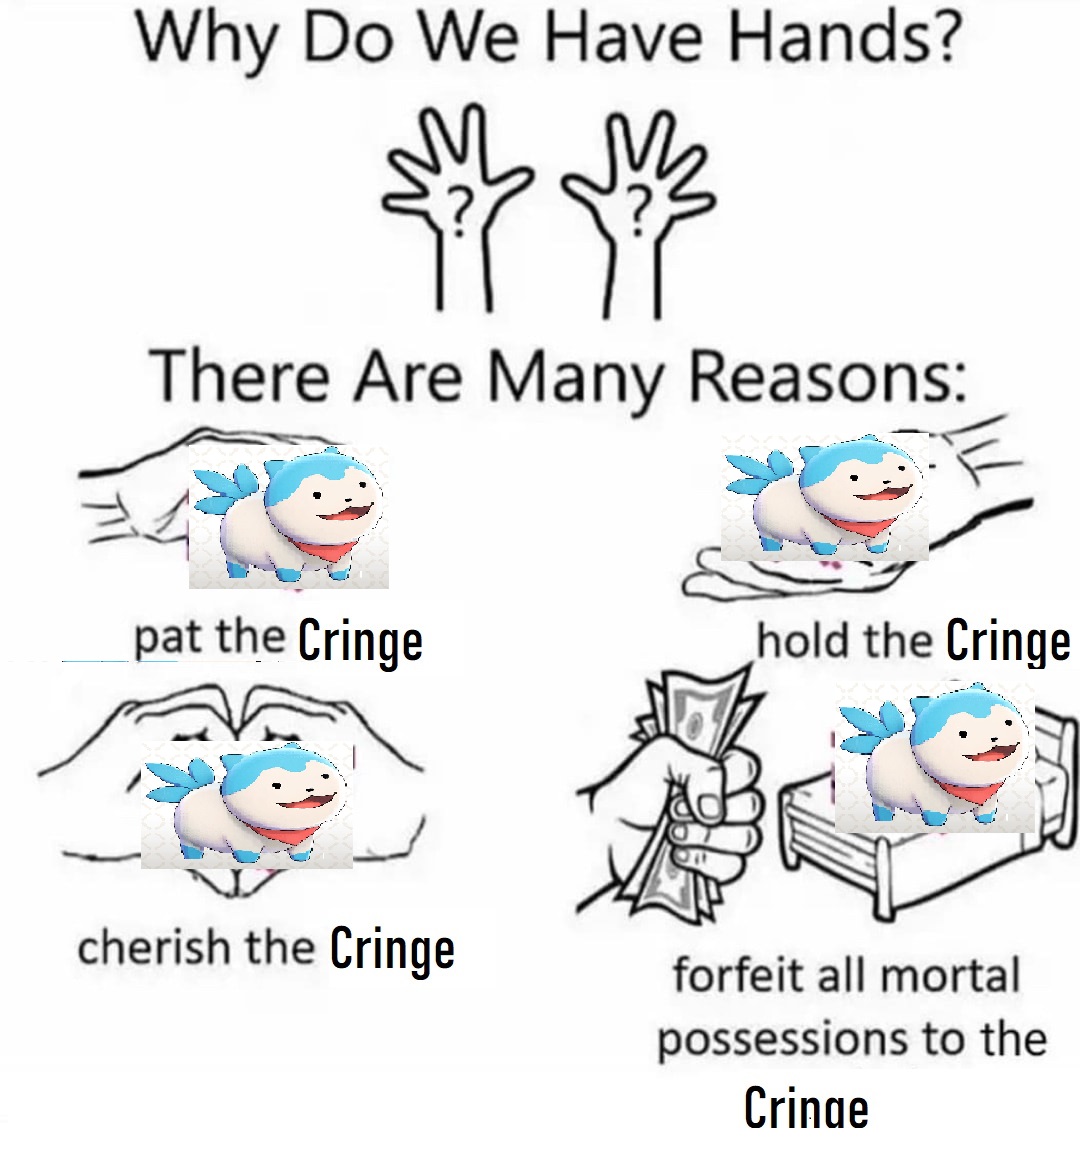 Why Do We Have Hands?
? ?
There Are Many Reasons:
pat the Cringe
hold the Cringe
cherish the Cringe
forfeit all mortal
possessions to the
Cringe